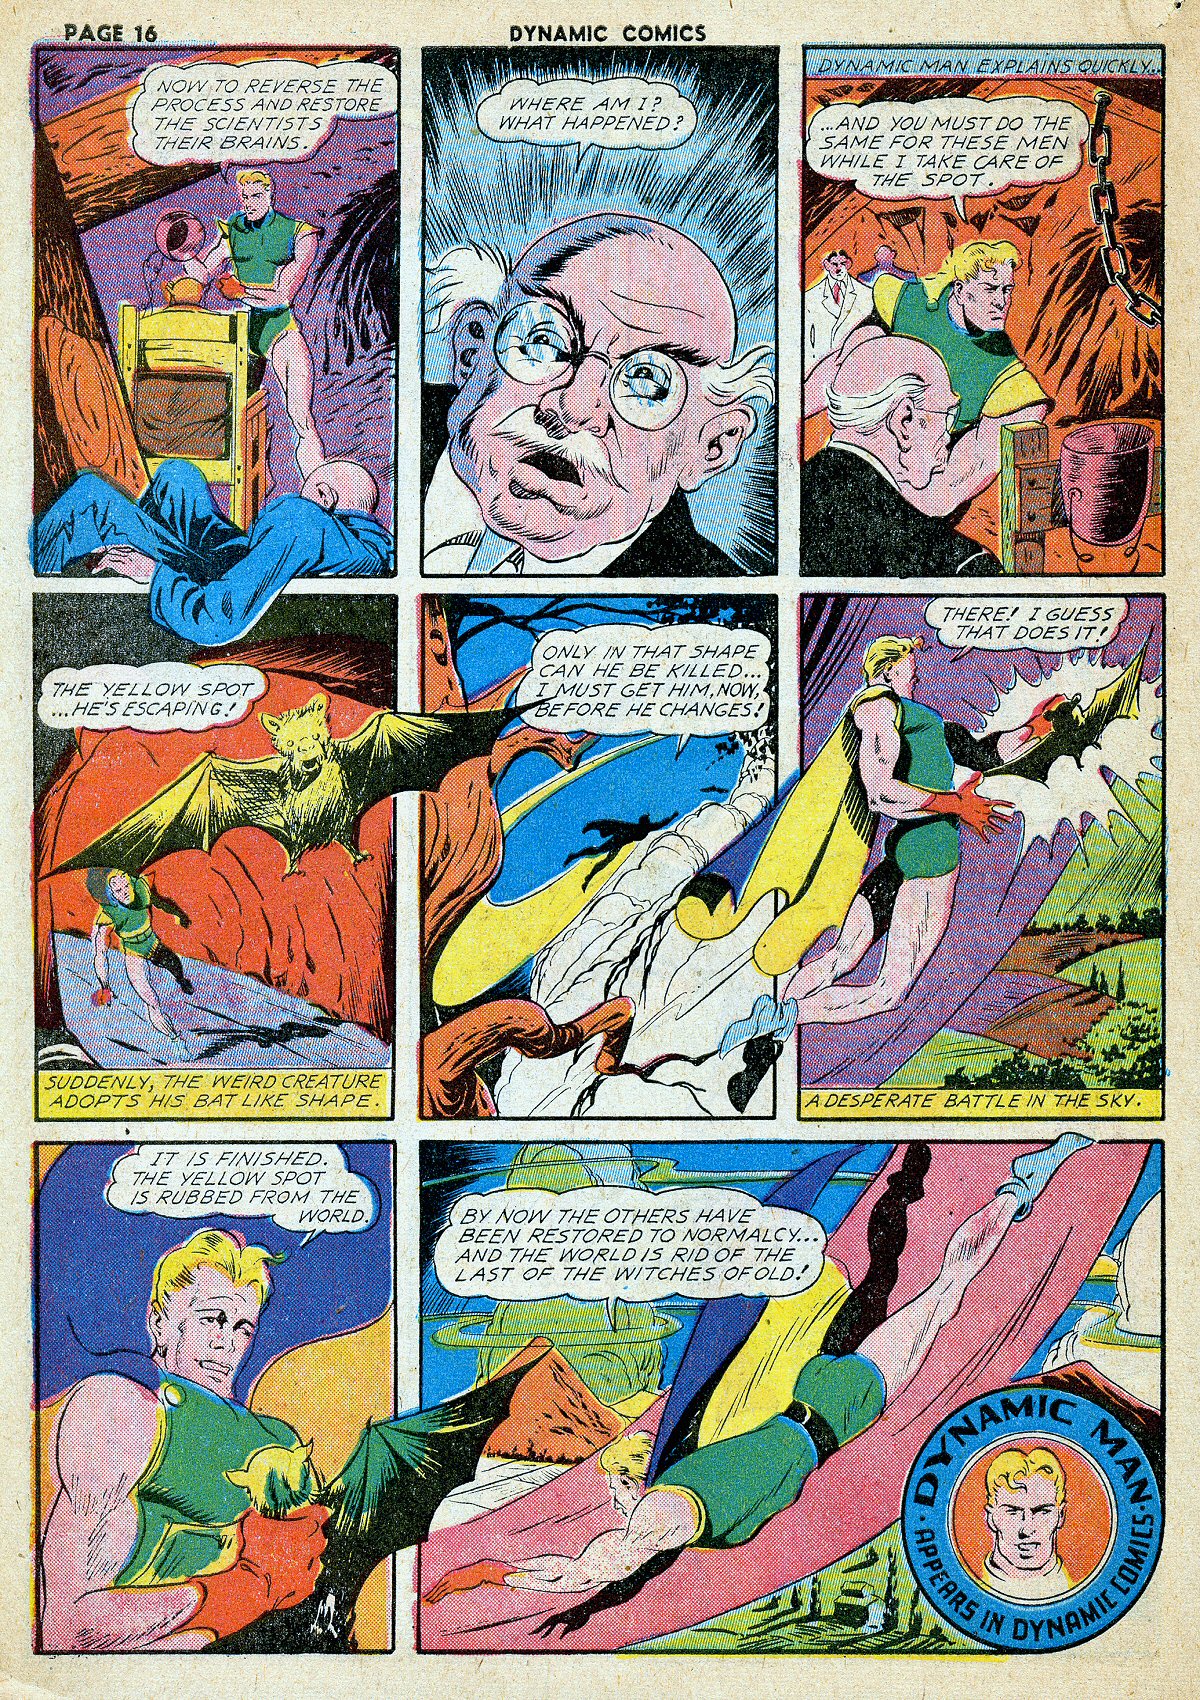 PAGE 16
DYNAMIC COMICS
NOW TO REVERSE THE
PROCESS AND RESTORE
THE SCIENTISTS
THEIR BRAINS.
WHERE AM I?
WHAT HAPPENED?
DYNAMIC MAN EXPLAINS QUICKLY...
...AND YOU MUST DO THE
SAME FOR THESE MEN
WHILE I TAKE CARE OF
THE SPOT.
THE YELLOW SPOT
...HE'S ESCAPING!
SUDDENLY, THE WEIRD CREATURE
ADOPTS HIS BAT LIKE SHAPE.
ONLY IN THAT SHAPE
CAN HE BE KILLED...
I MUST GET HIM, NOW,
BEFORE HE CHANGES!
THERE! I GUESS
THAT DOES IT!
A DESPERATE BATTLE IN THE SKY.
IT IS FINISHED.
THE YELLOW SPOT
IS RUBBED FROM THE
WORLD.
BY NOW THE OTHERS HAVE
BEEN RESTORED TO NORMALCY...
AND THE WORLD IS RID OF THE
LAST OF THE WITCHES OF OLD!
DYNAMIC MAN
· APPEARS IN DYNAMIC COMICS ·